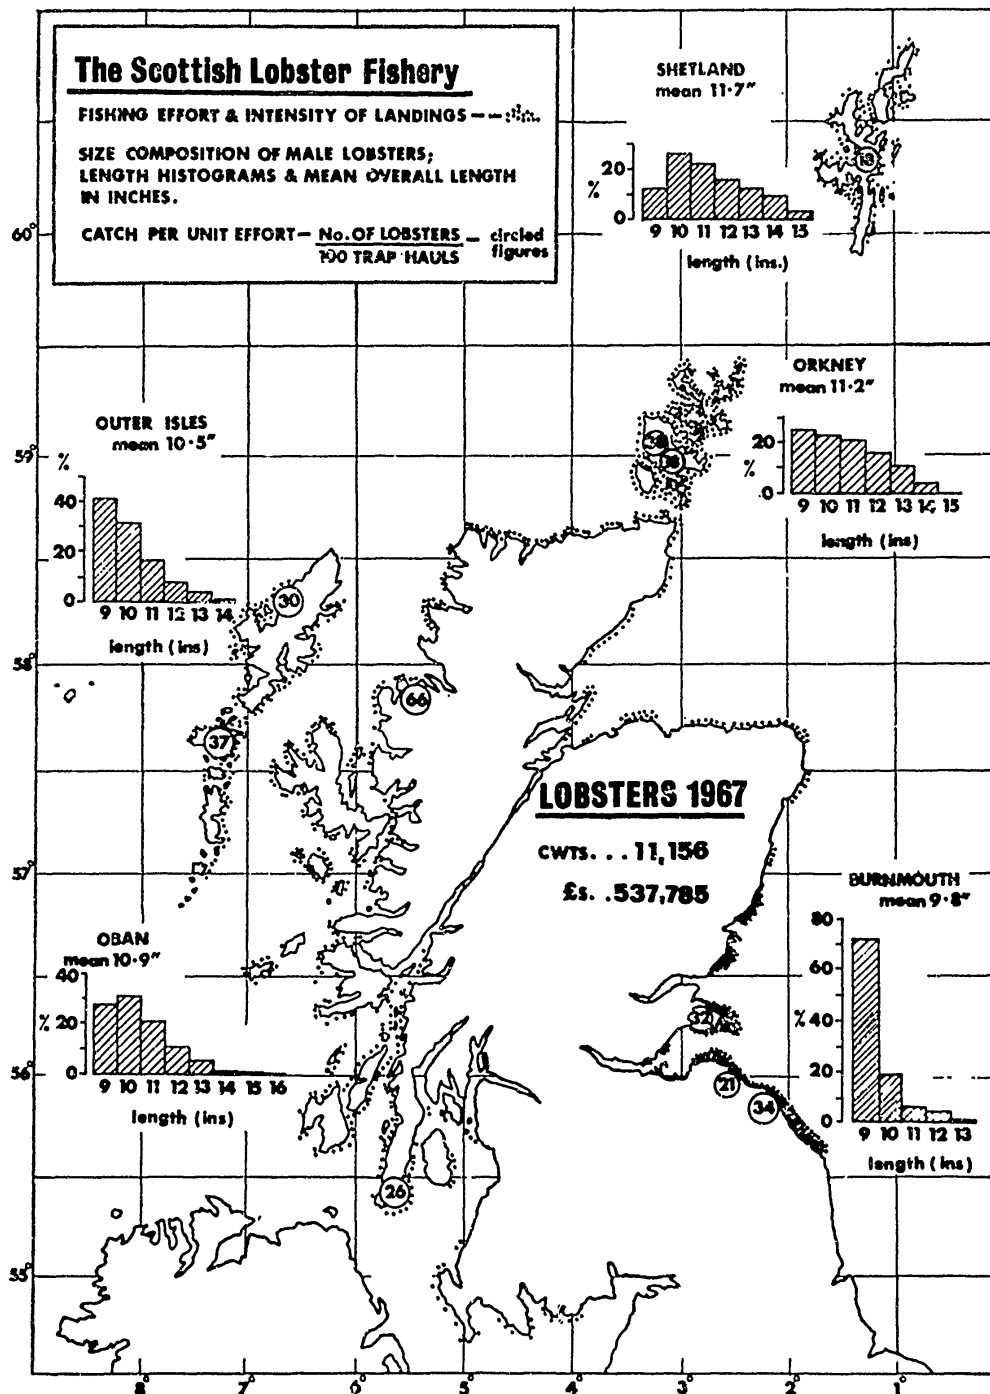 The Scottish Lobster Fishery
FISHING EFFORT & INTENSITY OF LANDINGS
SIZE COMPOSITION OF MALE LOBSTERS;
LENGTH HISTOGRAMS & MEAN OVERALL LENGTH
IN INCHES.
CATCH PER UNIT EFFORT— No. OF LOBSTERS — circled
100 TRAP HAULS figures
SHETLAND
mean 11·7"
%
20
0
9 10 11 12 13 14 15
length (ins.)
60°
ORKNEY
mean 11·2"
20
%
0
9 10 11 12 13 14 15
length (ins)
OUTER ISLES
mean 10·5"
59°
%
40
20
0
9 10 11 12 13 14
length (ins)
30
58°
66
37
LOBSTERS 1967
CWTS. . . 11,156
£s. . 537,785
57°
BURNMOUTH
mean 9·8"
80
60
% 40
20
0
9 10 11 12 13
length (ins)
OBAN
mean 10·9"
40
% 20
0
9 10 11 12 13 14 15 16
length (ins)
32
56°
21
34
26
55°
8° 7° 6° 5° 4° 3° 2° 1°